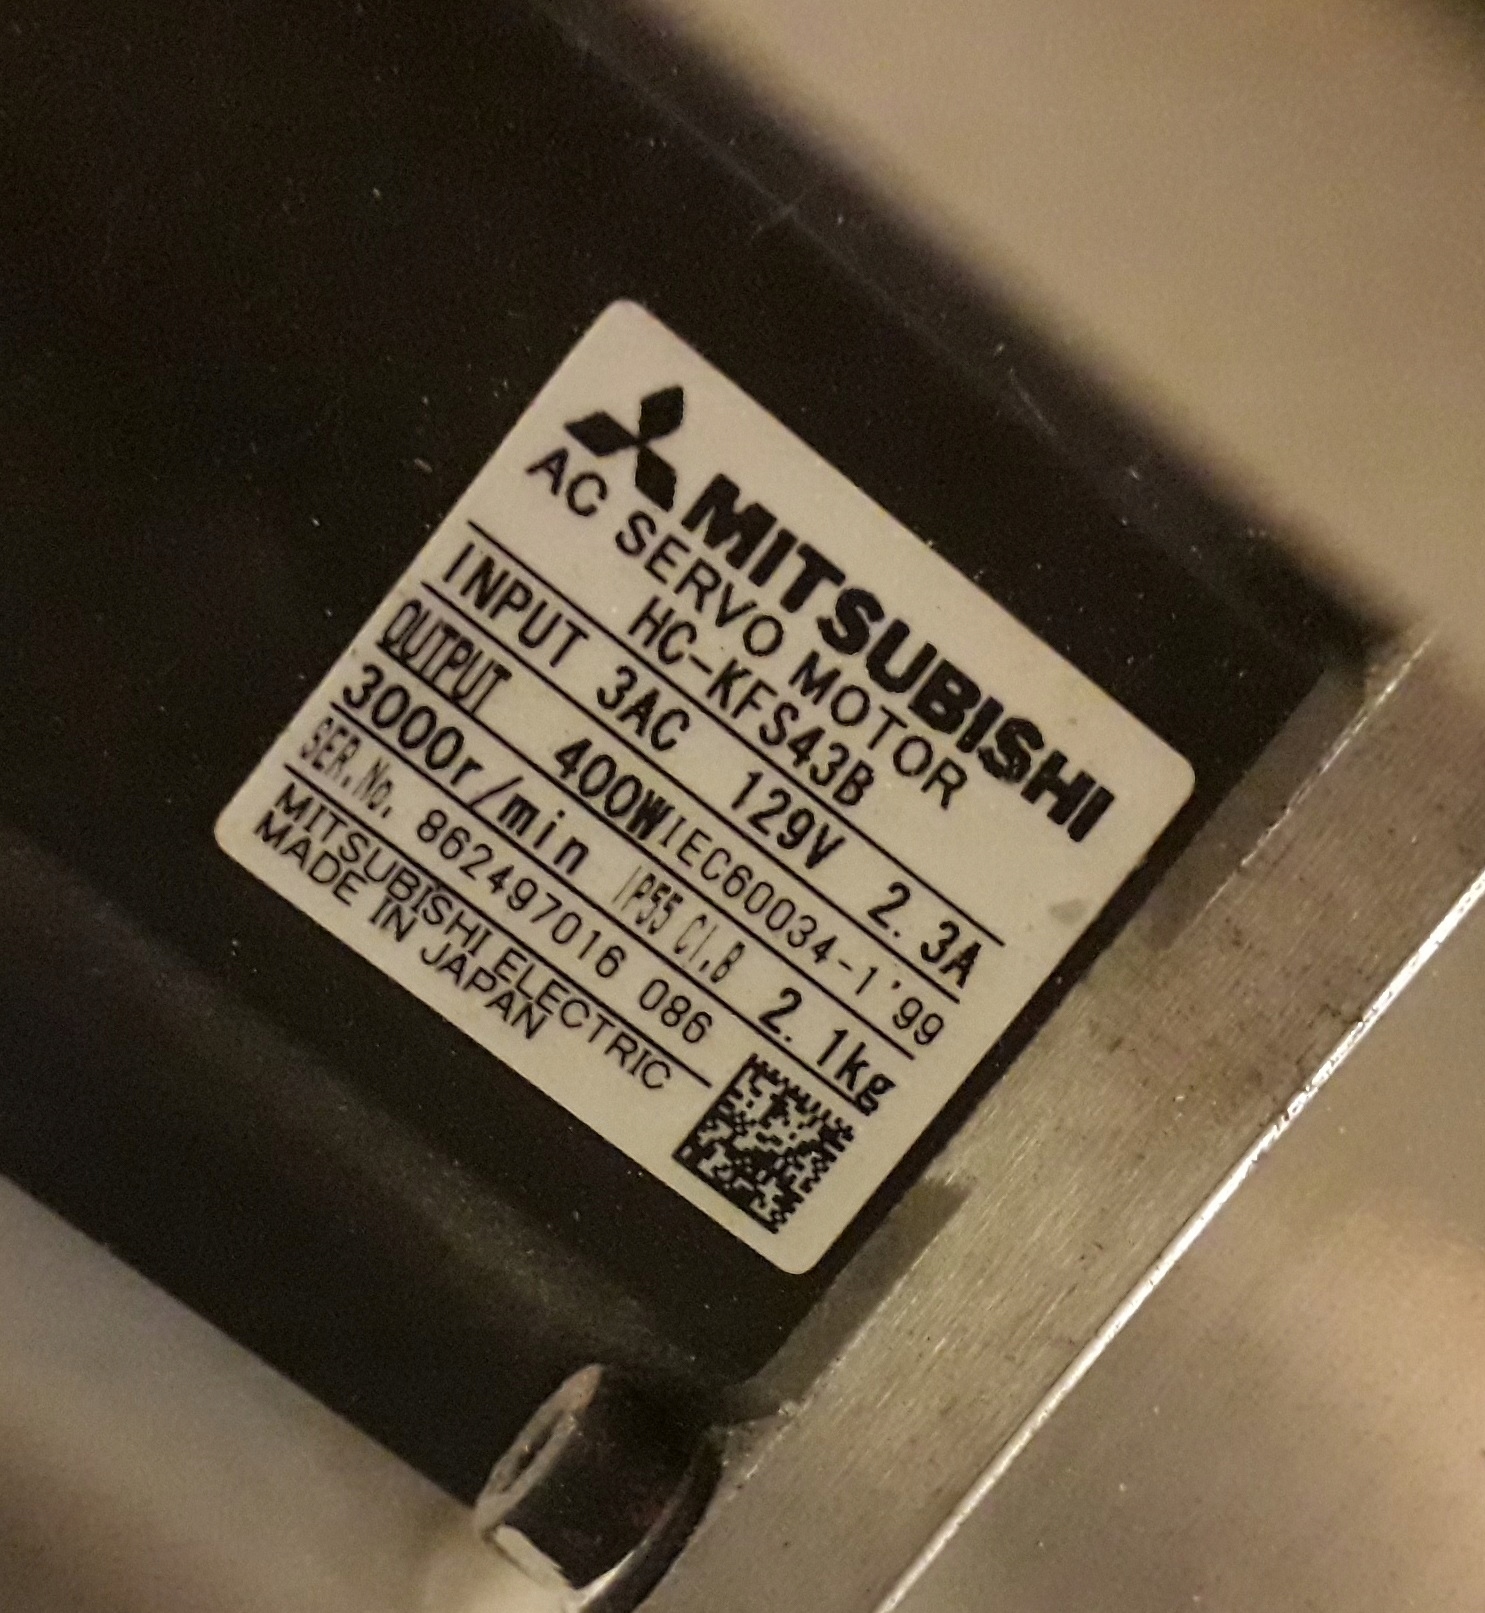 MITSUBISHI
AC SERVO MOTOR
HC-KFS43B
INPUT 3AC 129V 2.3A
OUTPUT 400W IEC60034-1'99
3000r/min IP55 CI.B 2.1kg
SER.No. 862497016 086
MITSUBISHI ELECTRIC
MADE IN JAPAN